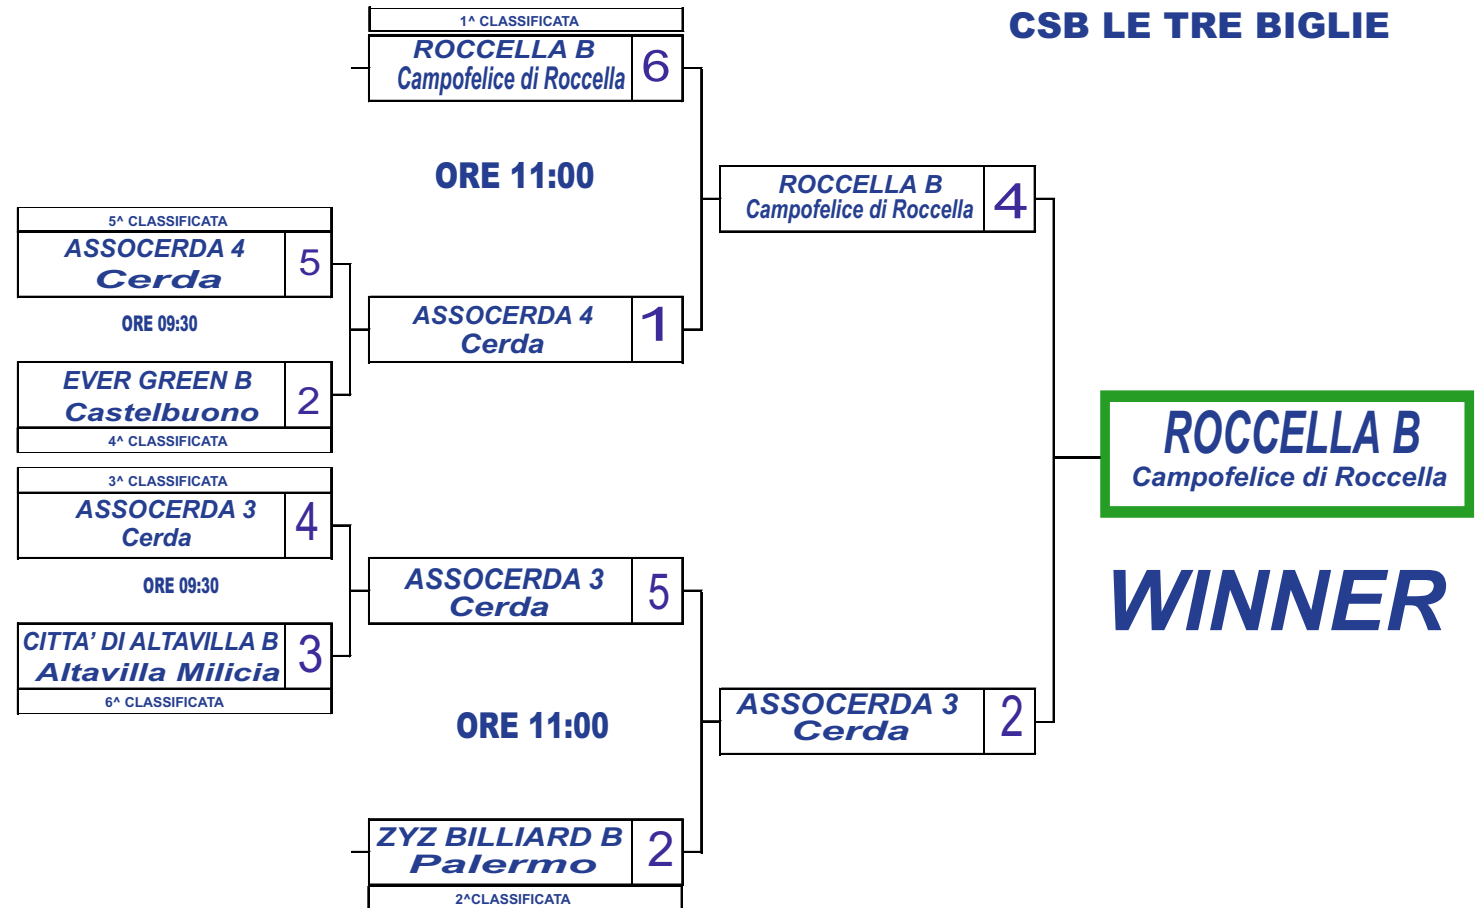 CSB LE TRE BIGLIE
1^ CLASSIFICATA
ROCCELLA B
Campofelice di Roccella
6
ORE 11:00
ROCCELLA B
Campofelice di Roccella
4
5^ CLASSIFICATA
ASSOCERDA 4
Cerda
5
ORE 09:30
ASSOCERDA 4
Cerda
1
EVER GREEN B
Castelbuono
2
4^ CLASSIFICATA
ROCCELLA B
Campofelice di Roccella
WINNER
3^ CLASSIFICATA
ASSOCERDA 3
Cerda
4
ORE 09:30
ASSOCERDA 3
Cerda
5
CITTA' DI ALTAVILLA B
Altavilla Milicia
3
6^ CLASSIFICATA
ORE 11:00
ASSOCERDA 3
Cerda
2
ZYZ BILLIARD B
Palermo
2
2^CLASSIFICATA